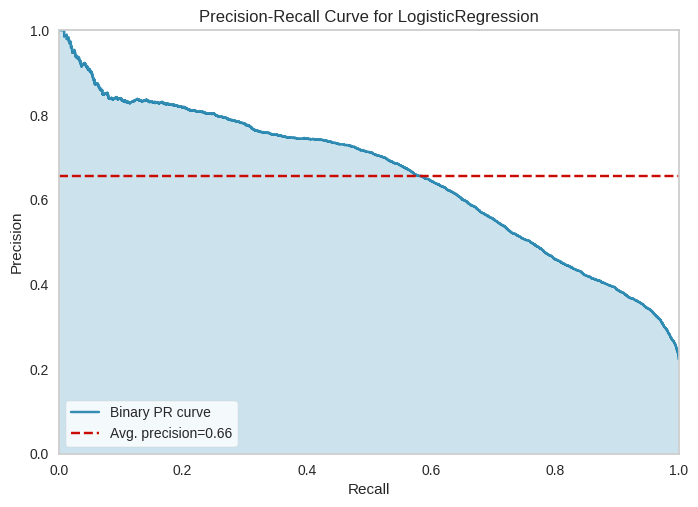 Precision-Recall Curve for LogisticRegression
1.0
0.8
0.6
0.4
0.2
0.0
Precision
Binary PR curve
Avg. precision=0.66
0.0 0.2 0.4 0.6 0.8 1.0
Recall